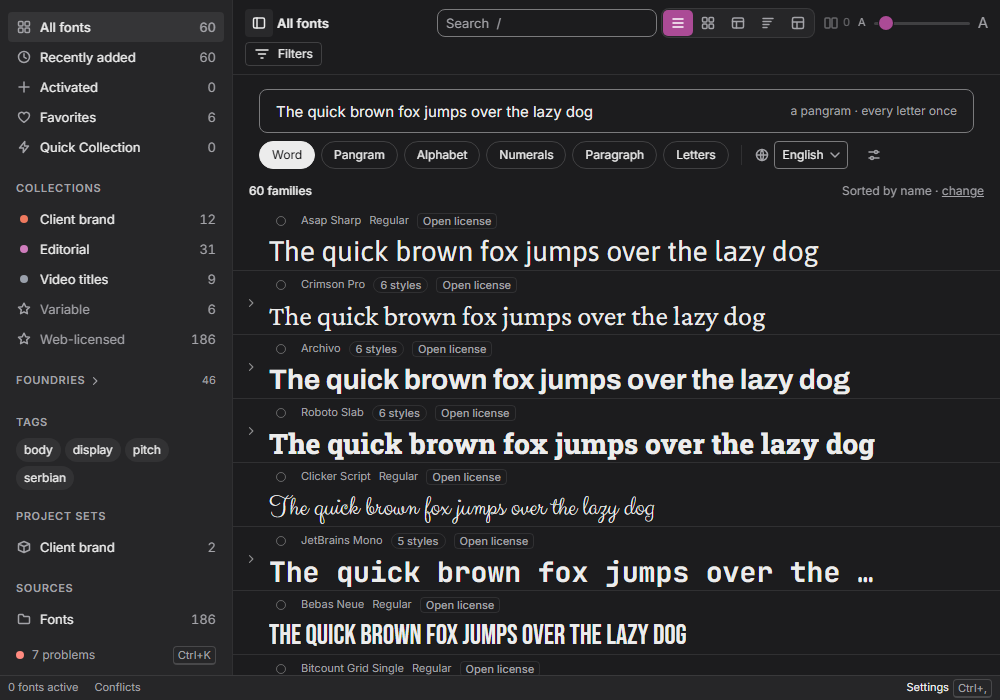 All fonts 60
Recently added 60
Activated 0
Favorites 6
Quick Collection 0
COLLECTIONS
Client brand 12
Editorial 31
Video titles 9
Variable 6
Web-licensed 186
FOUNDRIES 46
TAGS
body display pitch
serbian
PROJECT SETS
Client brand 2
SOURCES
Fonts 186
7 problems Ctrl+K
All fonts
Search /
0 A A
Filters
The quick brown fox jumps over the lazy dog a pangram · every letter once
Word Pangram Alphabet Numerals Paragraph Letters English
60 families Sorted by name · change
Asap Sharp Regular Open license
The quick brown fox jumps over the lazy dog
Crimson Pro 6 styles Open license
The quick brown fox jumps over the lazy dog
Archivo 6 styles Open license
The quick brown fox jumps over the lazy dog
Roboto Slab 6 styles Open license
The quick brown fox jumps over the lazy dog
Clicker Script Regular Open license
The quick brown fox jumps over the lazy dog
JetBrains Mono 5 styles Open license
The quick brown fox jumps over the …
Bebas Neue Regular Open license
THE QUICK BROWN FOX JUMPS OVER THE LAZY DOG
Bitcount Grid Single Regular Open license
0 fonts active Conflicts Settings Ctrl+,